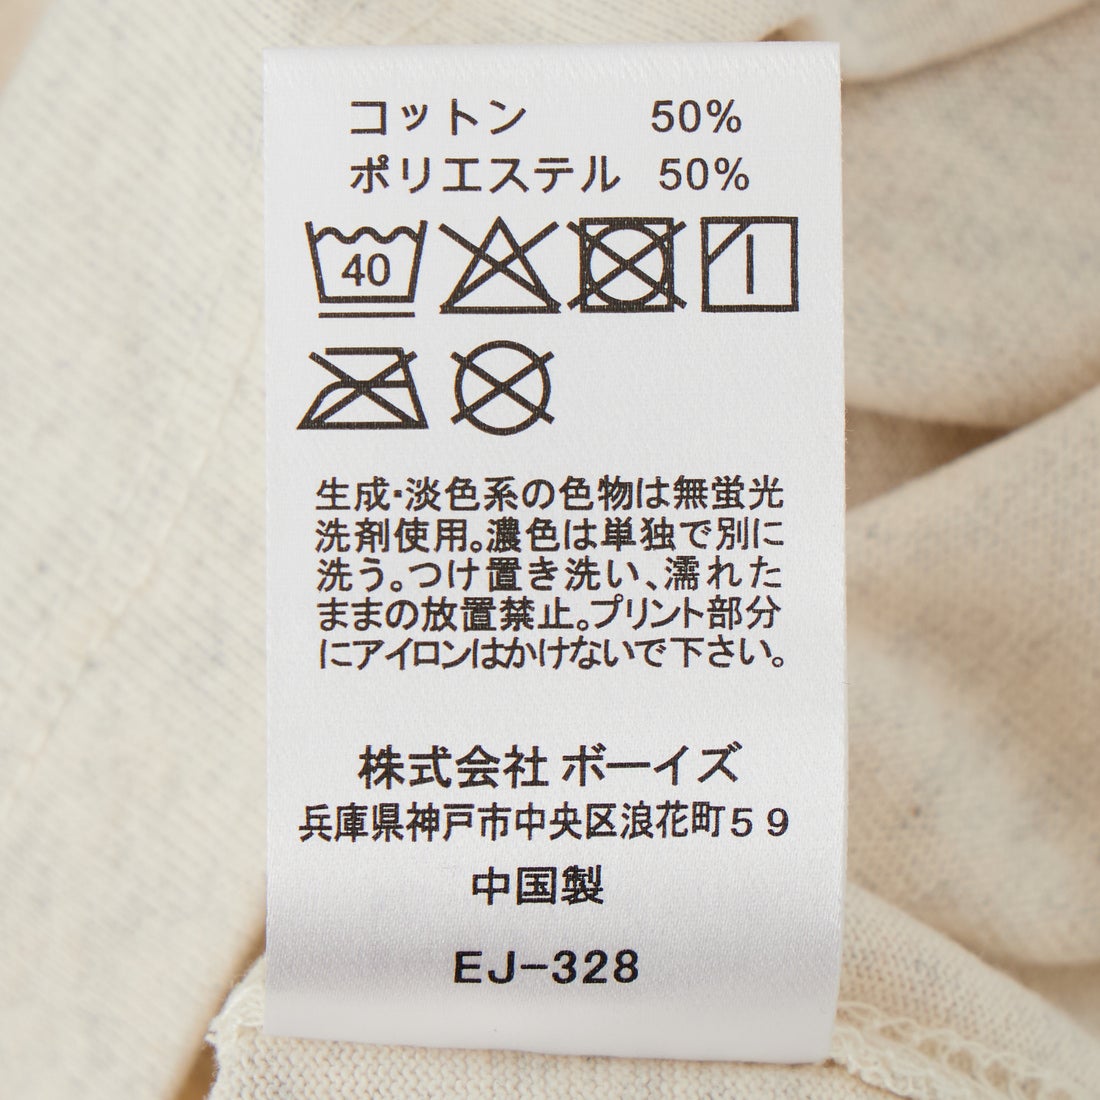 コットン 50%
ポリエステル 50%
40
生成・淡色系の色物は無蛍光
洗剤使用。濃色は単独で別に
洗う。つけ置き洗い、濡れた
ままの放置禁止。プリント部分
にアイロンはかけないで下さい。
株式会社 ボーイズ
兵庫県神戸市中央区浪花町59
中国製
EJ-328